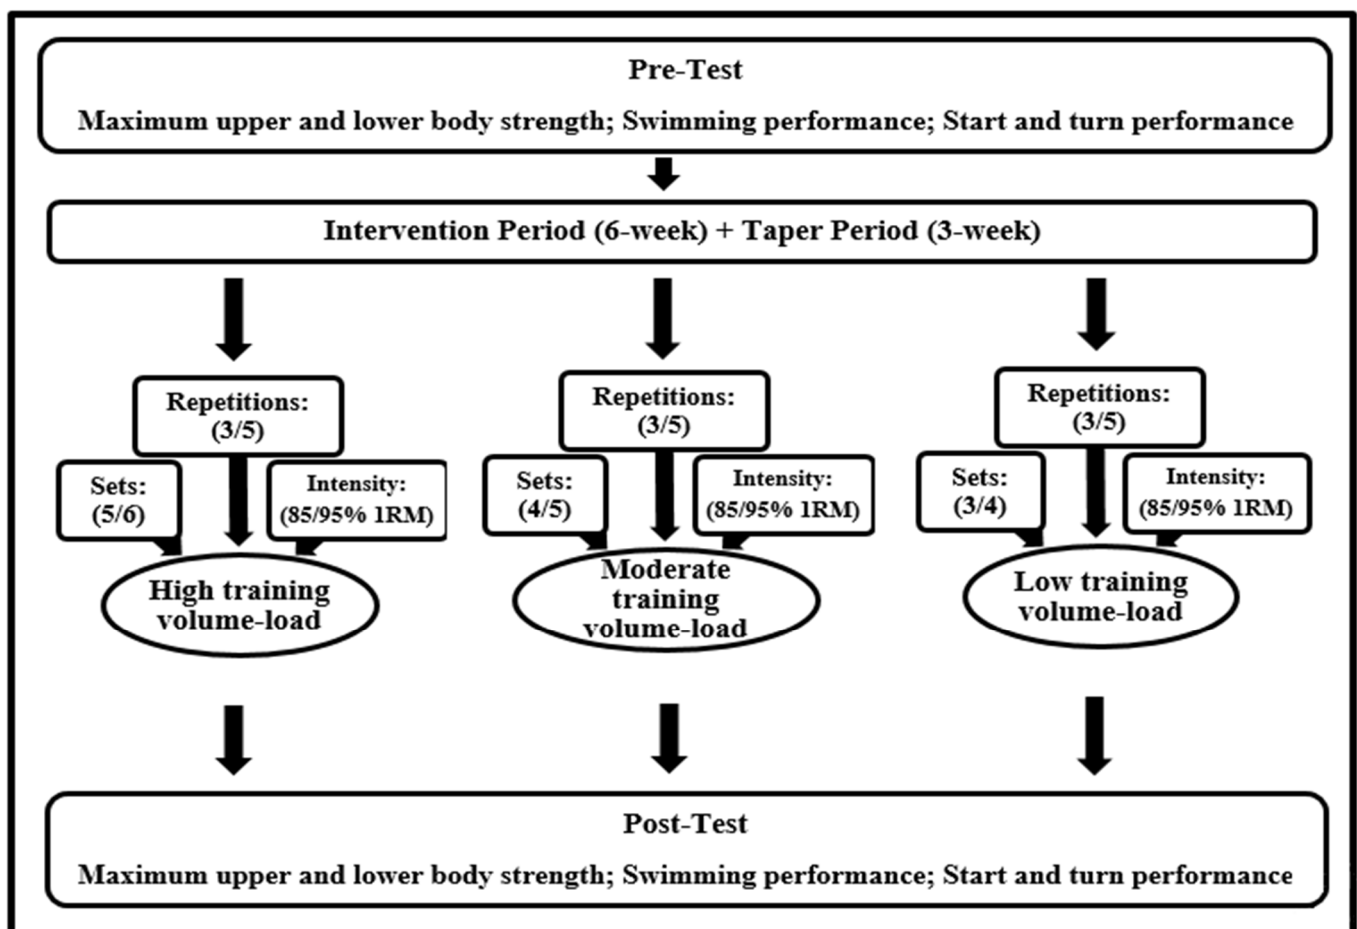 Pre-Test
Maximum upper and lower body strength; Swimming performance; Start and turn performance
Intervention Period (6-week) + Taper Period (3-week)
Repetitions:
(3/5)
Sets:
(5/6)
Intensity:
(85/95% 1RM)
High training
volume-load
Repetitions:
(3/5)
Sets:
(4/5)
Intensity:
(85/95% 1RM)
Moderate
training
volume-load
Repetitions:
(3/5)
Sets:
(3/4)
Intensity:
(85/95% 1RM)
Low training
volume-load
Post-Test
Maximum upper and lower body strength; Swimming performance; Start and turn performance